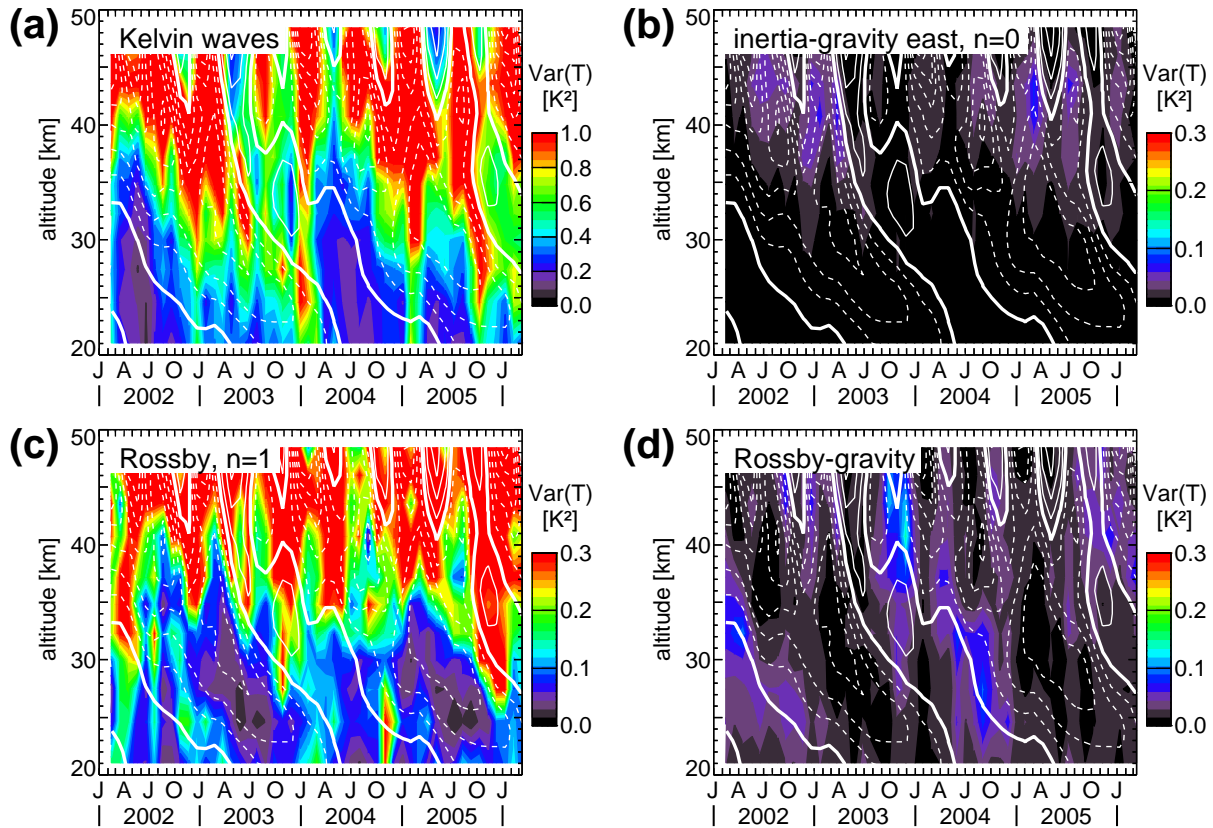 (a)
Kelvin waves
50
40
30
20
altitude [km]
J A J O J A J O J A J O J A J O J
| 2002 | 2003 | 2004 | 2005 |
Var(T)
[K²]
1.0
0.8
0.6
0.4
0.2
0.0
(b)
inertia-gravity east, n=0
50
40
30
20
altitude [km]
J A J O J A J O J A J O J A J O J
| 2002 | 2003 | 2004 | 2005 |
Var(T)
[K²]
0.3
0.2
0.1
0.0
(c)
Rossby, n=1
50
40
30
20
altitude [km]
J A J O J A J O J A J O J A J O J
| 2002 | 2003 | 2004 | 2005 |
Var(T)
[K²]
0.3
0.2
0.1
0.0
(d)
Rossby-gravity
50
40
30
20
altitude [km]
J A J O J A J O J A J O J A J O J
| 2002 | 2003 | 2004 | 2005 |
Var(T)
[K²]
0.3
0.2
0.1
0.0